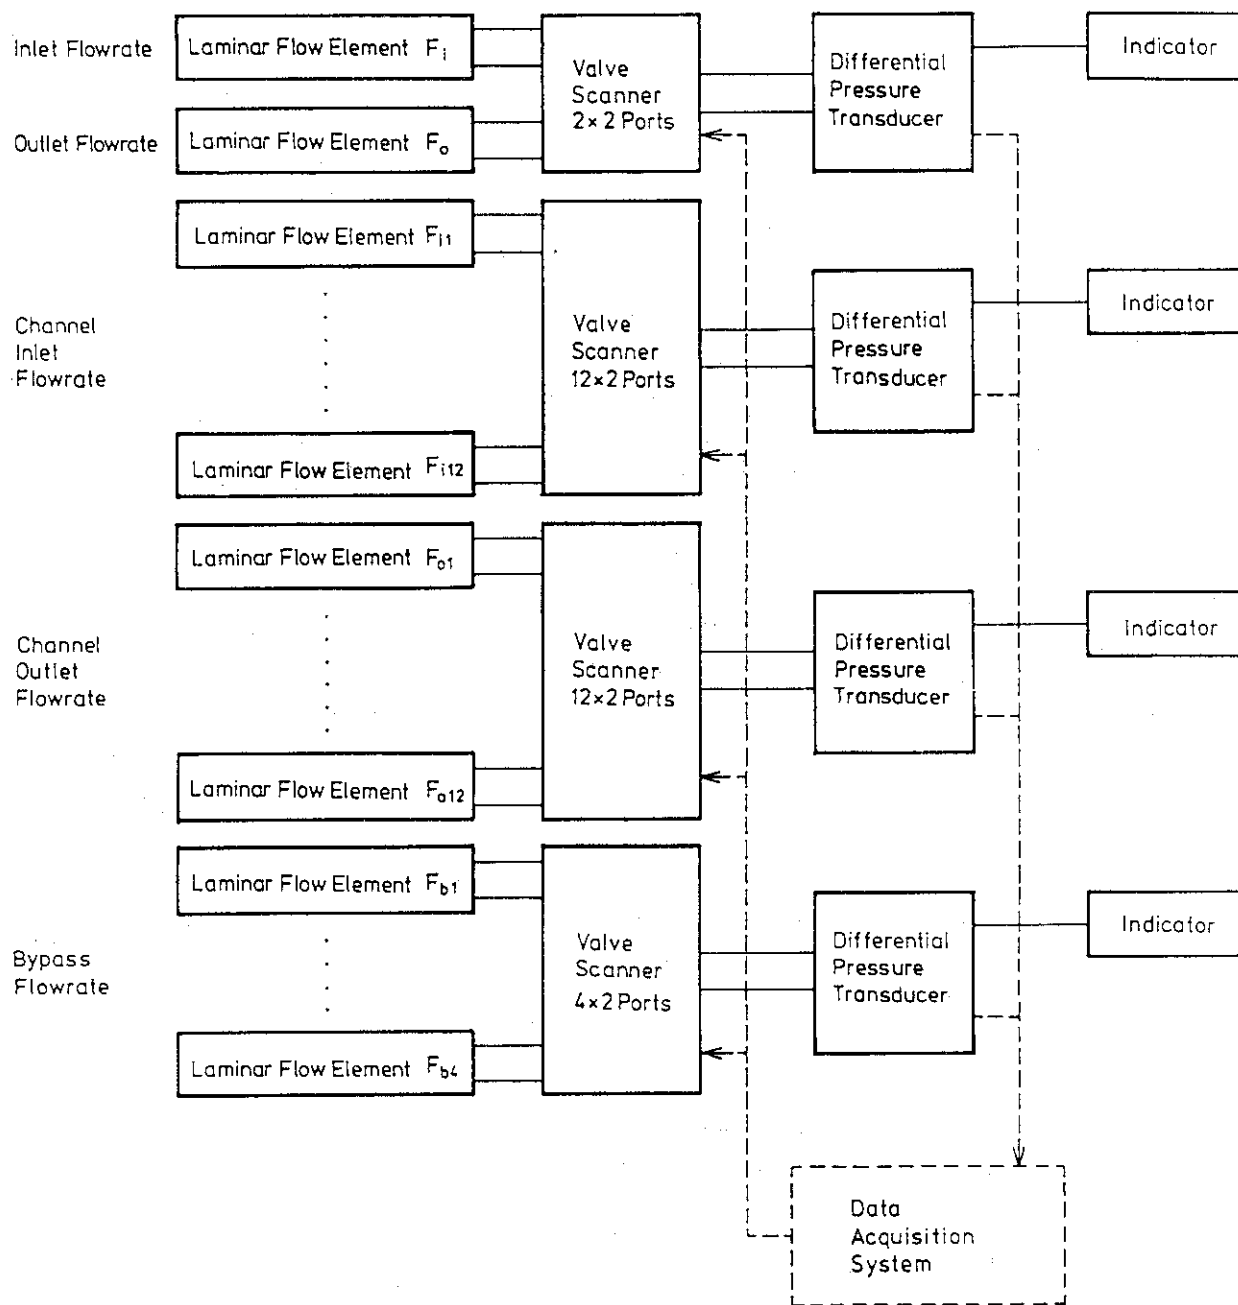 Inlet Flowrate
Laminar Flow Element Fi
Valve
Scanner
2×2 Ports
Differential
Pressure
Transducer
Indicator
Outlet Flowrate
Laminar Flow Element Fo
Laminar Flow Element Fi1
Channel
Inlet
Flowrate
Valve
Scanner
12×2 Ports
Differential
Pressure
Transducer
Indicator
Laminar Flow Element Fi12
Laminar Flow Element Fo1
Channel
Outlet
Flowrate
Valve
Scanner
12×2 Ports
Differential
Pressure
Transducer
Indicator
Laminar Flow Element Fo12
Laminar Flow Element Fb1
Bypass
Flowrate
Valve
Scanner
4×2 Ports
Differential
Pressure
Transducer
Indicator
Laminar Flow Element Fb4
Data
Acquisition
System